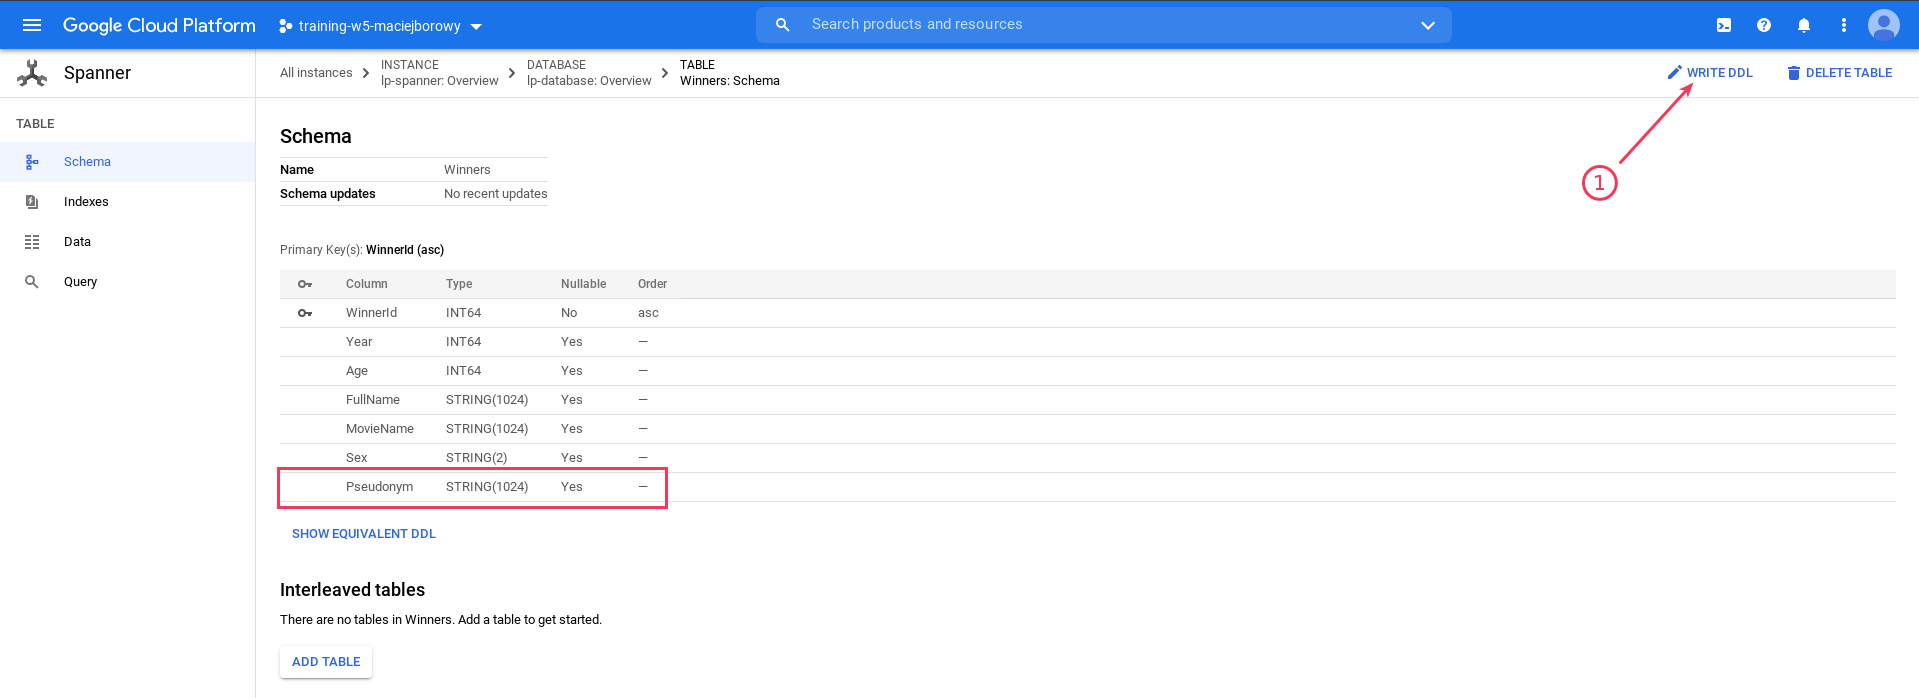 Google Cloud Platform
training-w5-maciejborowy
Search products and resources
Spanner
All instances
INSTANCE
lp-spanner: Overview
DATABASE
lp-database: Overview
TABLE
Winners: Schema
WRITE DDL
DELETE TABLE
1
TABLE
Schema
Indexes
Data
Query
Schema
Name Winners
Schema updates No recent updates
Primary Key(s): WinnerId (asc)
Column Type Nullable Order
WinnerId INT64 No asc
Year INT64 Yes —
Age INT64 Yes —
FullName STRING(1024) Yes —
MovieName STRING(1024) Yes —
Sex STRING(2) Yes —
Pseudonym STRING(1024) Yes —
SHOW EQUIVALENT DDL
Interleaved tables
There are no tables in Winners. Add a table to get started.
ADD TABLE